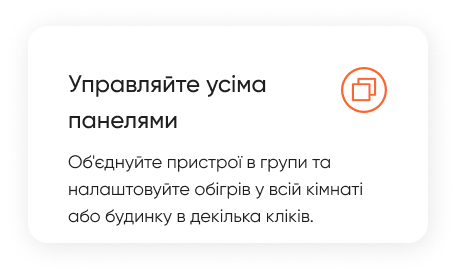 Управляйте усіма
панелями
Об'єднуйте пристрої в групи та
налаштовуйте обігрів у всій кімнаті
або будинку в декілька кліків.